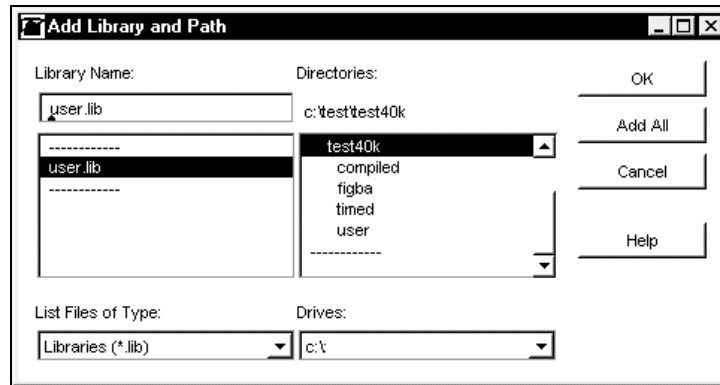 Add Library and Path
Library Name:
Directories:
OK
user.lib
c:\test\test40k
Add All
------------
user.lib
------------
test40k
compiled
figba
timed
user
------------
Cancel
Help
List Files of Type:
Drives:
Libraries (*.lib)
c:\: